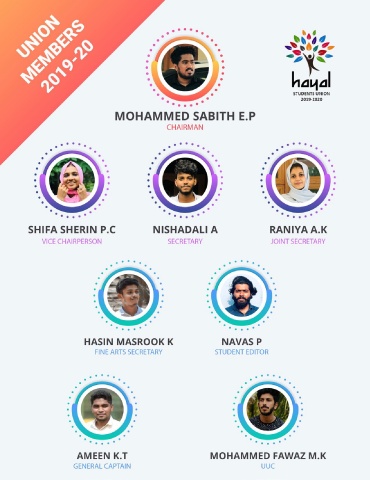 UNION
MEMBERS
2019-20
hayal
STUDENTS UNION
2019-2020
MOHAMMED SABITH E.P
CHAIRMAN
SHIFA SHERIN P.C
VICE CHAIRPERSON
NISHADALI A
SECRETARY
RANIYA A.K
JOINT SECRETARY
HASIN MASROOK K
FINE ARTS SECRETARY
NAVAS P
STUDENT EDITOR
AMEEN K.T
GENERAL CAPTAIN
MOHAMMED FAWAZ M.K
UUC